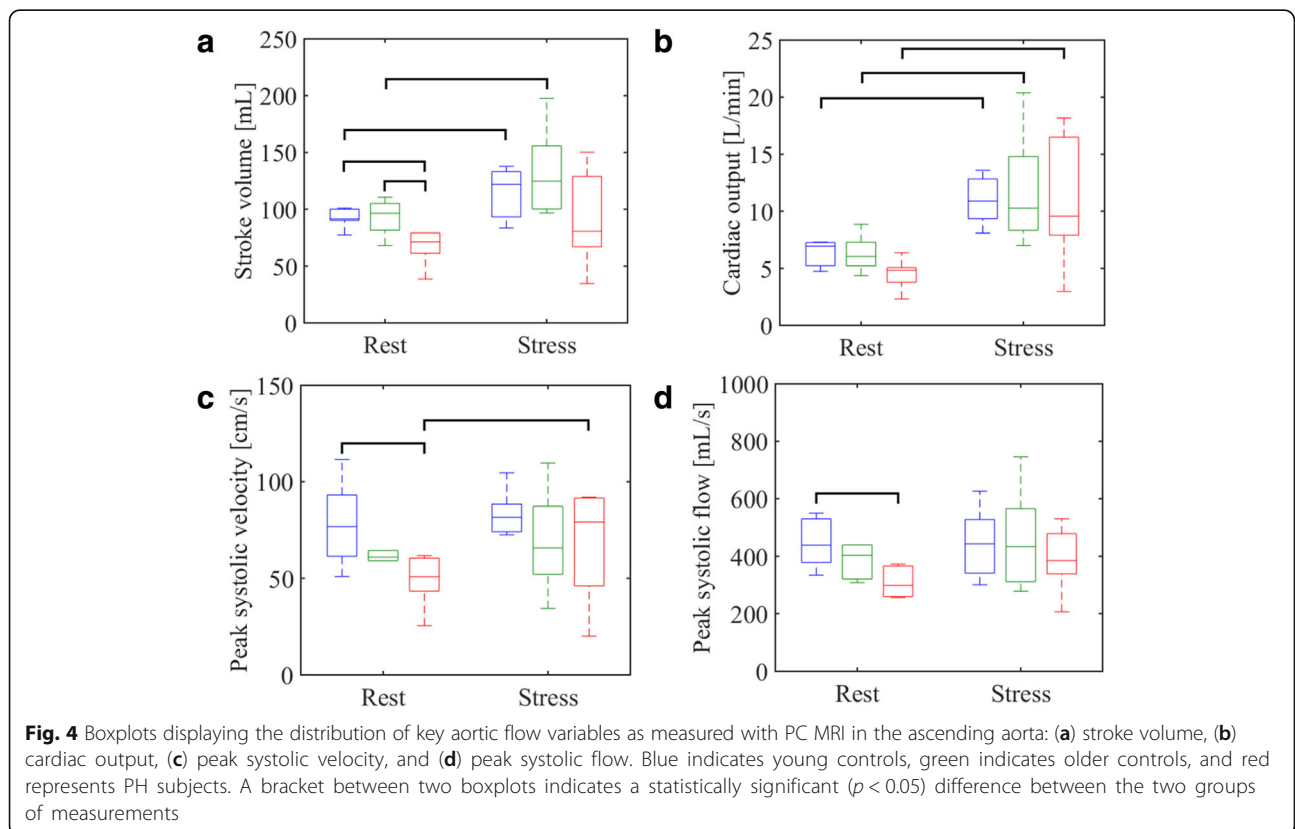 a
250
200
150
100
50
0
Stroke volume [mL]
Rest Stress
b
25
20
15
10
5
0
Cardiac output [L/min]
Rest Stress
c
150
100
50
0
Peak systolic velocity [cm/s]
Rest Stress
d
1000
800
600
400
200
0
Peak systolic flow [mL/s]
Rest Stress
Fig. 4 Boxplots displaying the distribution of key aortic flow variables as measured with PC MRI in the ascending aorta: (a) stroke volume, (b)
cardiac output, (c) peak systolic velocity, and (d) peak systolic flow. Blue indicates young controls, green indicates older controls, and red
represents PH subjects. A bracket between two boxplots indicates a statistically significant (p < 0.05) difference between the two groups
of measurements